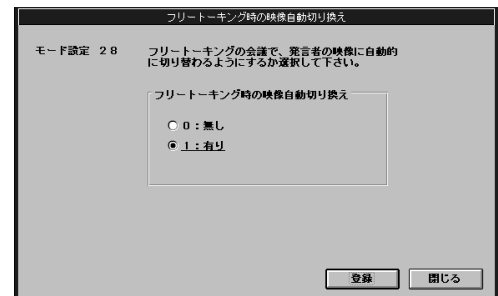 フリートーキング時の映像自動切り換え
モード設定 28 フリートーキングの会議で、発言者の映像に自動的
に切り替わるようにするか選択して下さい。
フリートーキング時の映像自動切り換え
0:無し
1:有り
登録 閉じる